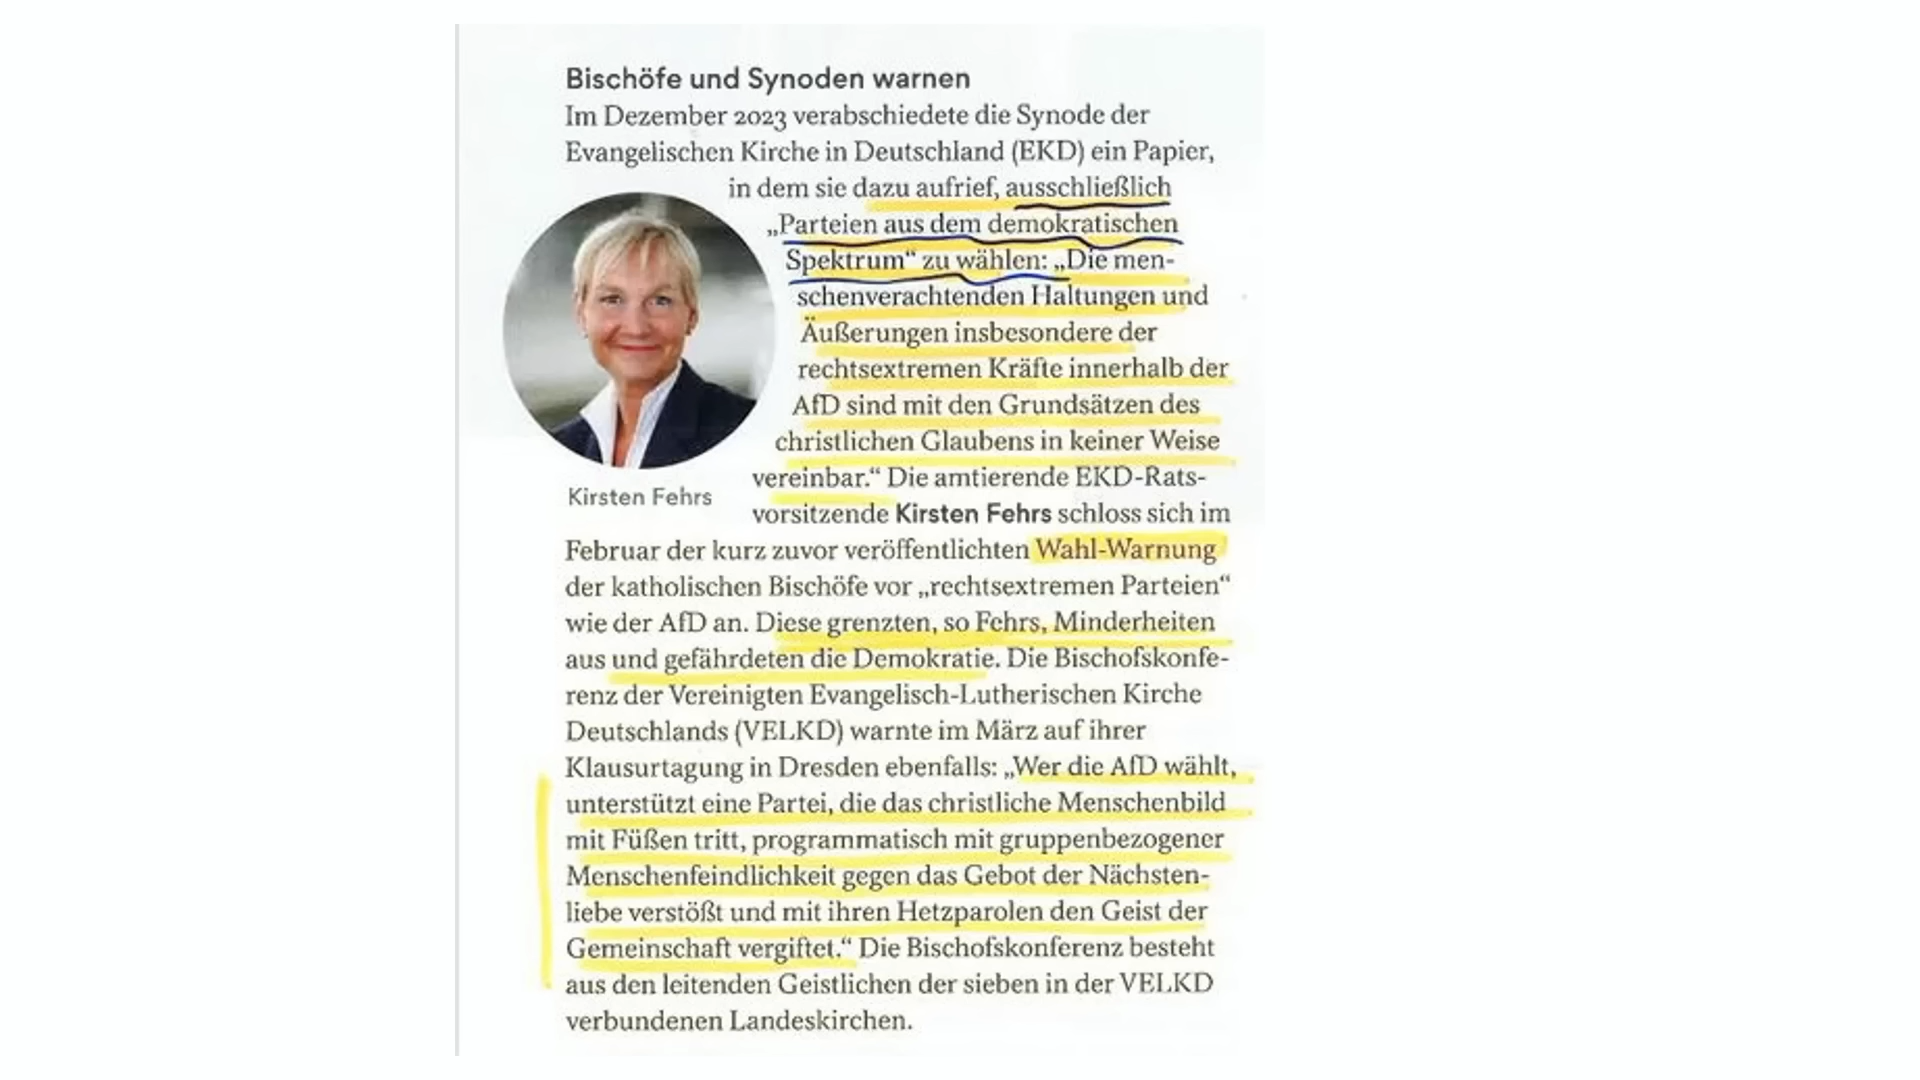 Bischöfe und Synoden warnen
Im Dezember 2023 verabschiedete die Synode der
Evangelischen Kirche in Deutschland (EKD) ein Papier,
in dem sie dazu aufrief, ausschließlich
„Parteien aus dem demokratischen
Spektrum“ zu wählen: „Die men-
schenverachtenden Haltungen und
Äußerungen insbesondere der
rechtsextremen Kräfte innerhalb der
AfD sind mit den Grundsätzen des
christlichen Glaubens in keiner Weise
vereinbar.“ Die amtierende EKD-Rats-
vorsitzende Kirsten Fehrs schloss sich im
Kirsten Fehrs
Februar der kurz zuvor veröffentlichten Wahl-Warnung
der katholischen Bischöfe vor „rechtsextremen Parteien“
wie der AfD an. Diese grenzten, so Fehrs, Minderheiten
aus und gefährdeten die Demokratie. Die Bischofskonfe-
renz der Vereinigten Evangelisch-Lutherischen Kirche
Deutschlands (VELKD) warnte im März auf ihrer
Klausurtagung in Dresden ebenfalls: „Wer die AfD wählt,
unterstützt eine Partei, die das christliche Menschenbild
mit Füßen tritt, programmatisch mit gruppenbezogener
Menschenfeindlichkeit gegen das Gebot der Nächsten-
liebe verstößt und mit ihren Hetzparolen den Geist der
Gemeinschaft vergiftet.“ Die Bischofskonferenz besteht
aus den leitenden Geistlichen der sieben in der VELKD
verbundenen Landeskirchen.